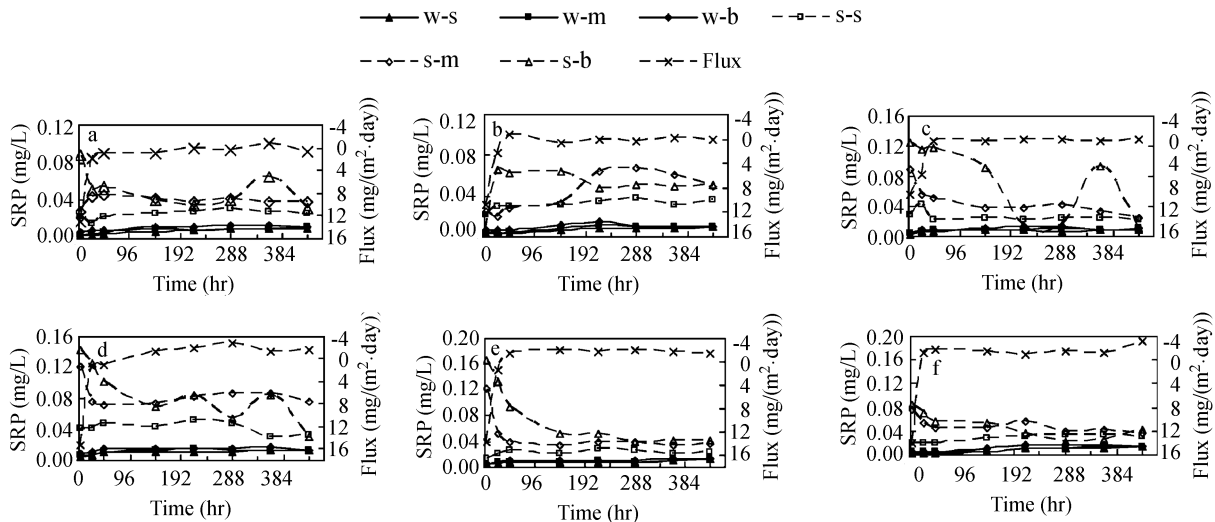 w-s w-m w-b s-s
s-m s-b Flux
SRP (mg/L)
0.12
0.08
0.04
0.00
a
-4
0
4
8
12
16
Flux (mg/(m²·day))
0 96 192 288 384
Time (hr)
SRP (mg/L)
0.12
0.08
0.04
0.00
b
-4
0
4
8
12
16
Flux (mg/(m²·day))
0 96 192 288 384
Time (hr)
SRP (mg/L)
0.16
0.12
0.08
0.04
0.00
c
-4
0
4
8
12
16
Flux (mg/(m²·day))
0 96 192 288 384
Time (hr)
SRP (mg/L)
0.16
0.12
0.08
0.04
0.00
d
-4
0
4
8
12
16
Flux (mg/(m²·day))
0 96 192 288 384
Time (hr)
SRP (mg/L)
0.20
0.16
0.12
0.08
0.04
0.00
e
-4
0
4
8
12
16
Flux (mg/(m²·day))
0 96 192 288 384
Time (hr)
SRP (mg/L)
0.20
0.16
0.12
0.08
0.04
0.00
f
-4
0
4
8
12
16
Flux (mg/(m²·day))
0 96 192 288 384
Time (hr)